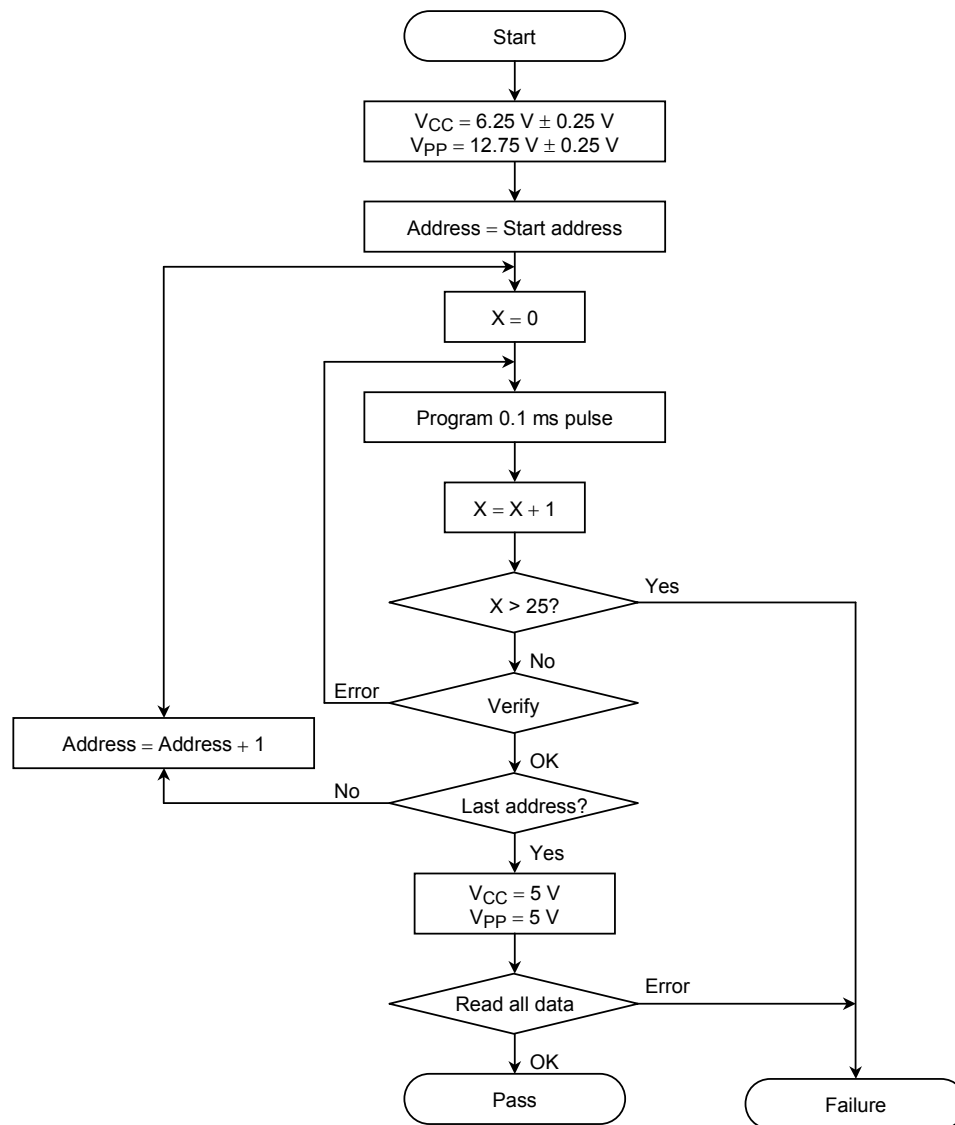 Start
VCC = 6.25 V ± 0.25 V
VPP = 12.75 V ± 0.25 V
Address = Start address
X = 0
Program 0.1 ms pulse
X = X + 1
X > 25?
Yes
No
Verify
Error
OK
Address = Address + 1
Last address?
No
Yes
VCC = 5 V
VPP = 5 V
Read all data
Error
OK
Pass
Failure